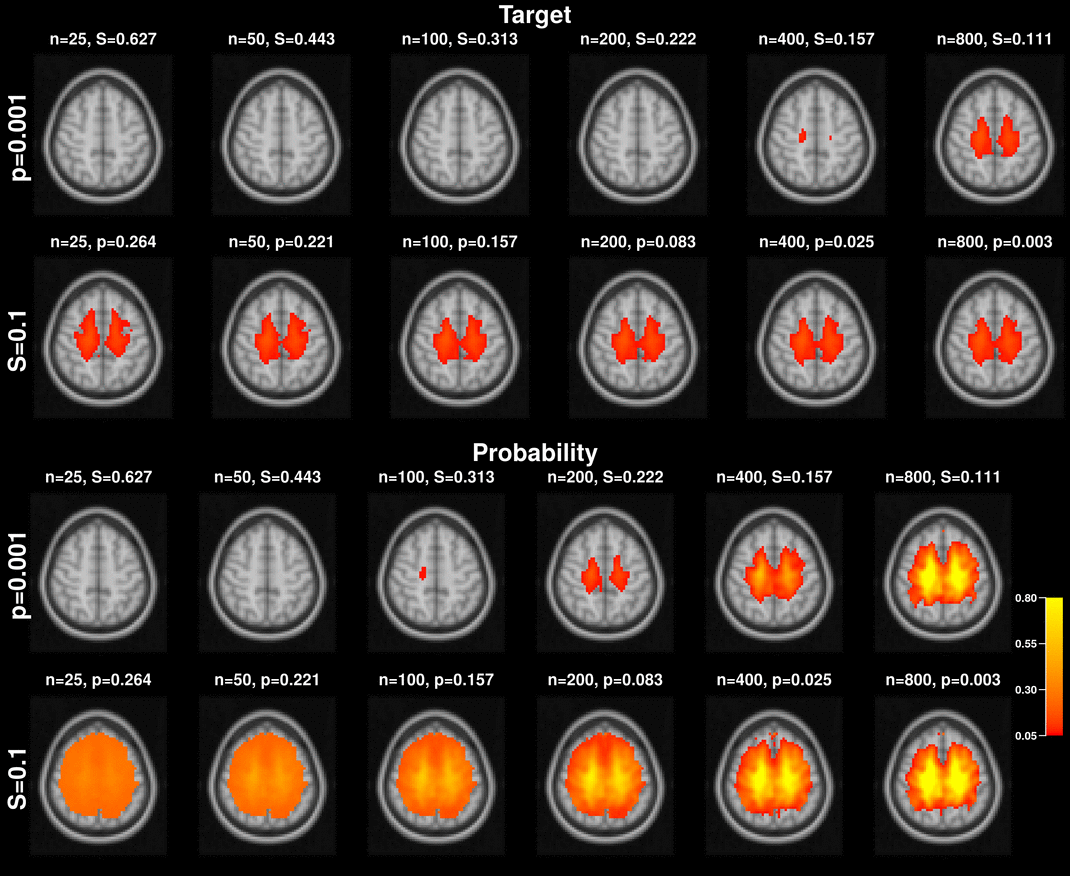 Target
n=25, S=0.627 n=50, S=0.443 n=100, S=0.313 n=200, S=0.222 n=400, S=0.157 n=800, S=0.111
p=0.001
n=25, p=0.264 n=50, p=0.221 n=100, p=0.157 n=200, p=0.083 n=400, p=0.025 n=800, p=0.003
S=0.1
Probability
n=25, S=0.627 n=50, S=0.443 n=100, S=0.313 n=200, S=0.222 n=400, S=0.157 n=800, S=0.111
p=0.001
0.80
0.55
0.30
0.05
n=25, p=0.264 n=50, p=0.221 n=100, p=0.157 n=200, p=0.083 n=400, p=0.025 n=800, p=0.003
S=0.1